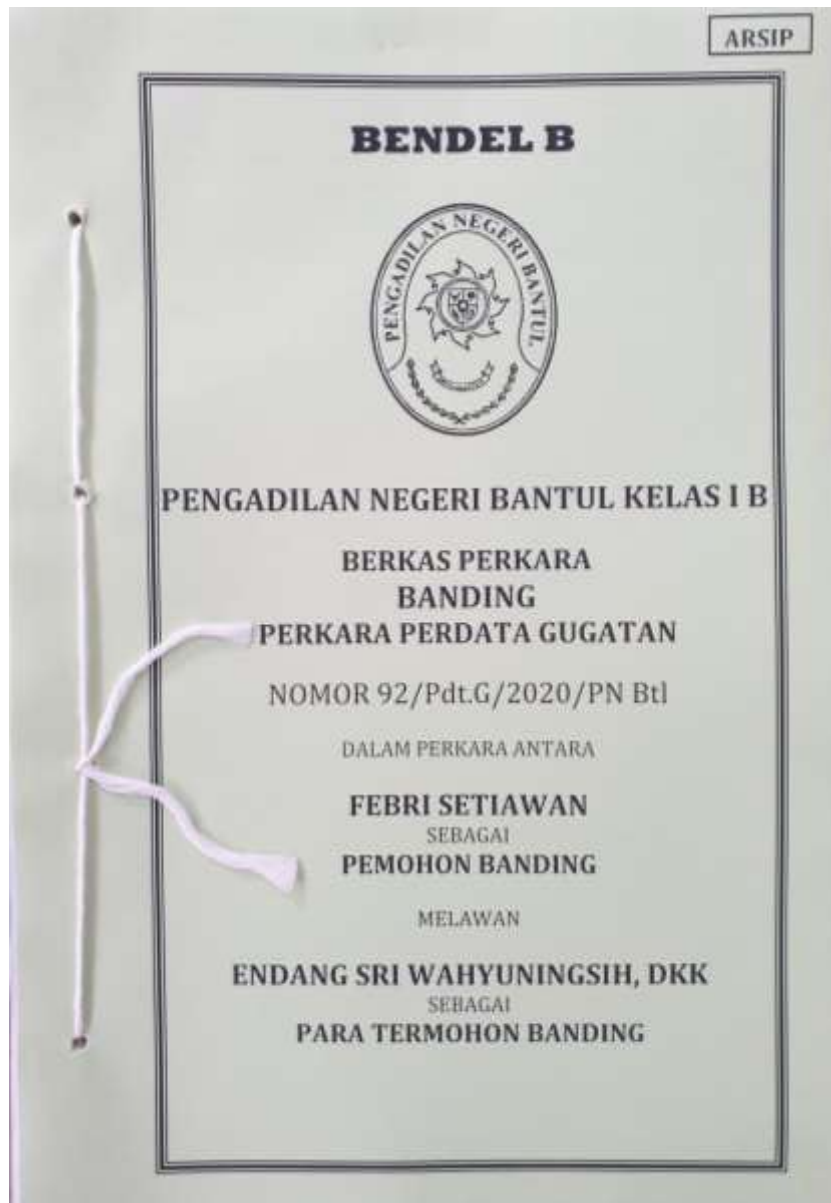 ARSIP
BENDEL B
PENGADILAN NEGERI BANTUL
PENGADILAN NEGERI BANTUL KELAS I B
BERKAS PERKARA
BANDING
PERKARA PERDATA GUGATAN
NOMOR 92/Pdt.G/2020/PN Btl
DALAM PERKARA ANTARA
FEBRI SETIAWAN
SEBAGAI
PEMOHON BANDING
MELAWAN
ENDANG SRI WAHYUNINGSIH, DKK
SEBAGAI
PARA TERMOHON BANDING